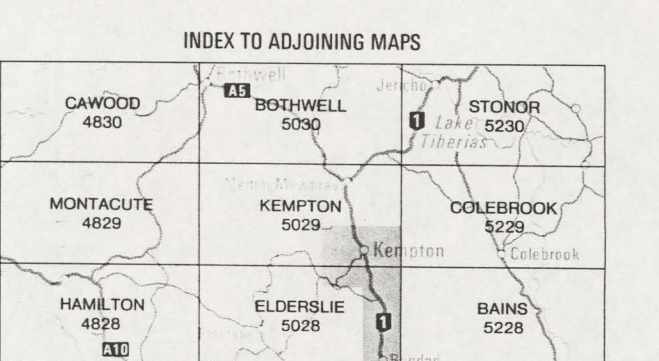 INDEX TO ADJOINING MAPS
Bothwell
A5
Jericho
CAWOOD
4830
BOTHWELL
5030
1
Lake
Tiberias
STONOR
5230
MONTACUTE
4829
KEMPTON
5029
COLEBROOK
5229
Kempton
Colebrook
HAMILTON
4828
A10
ELDERSLIE
5028
1
BAINS
5228